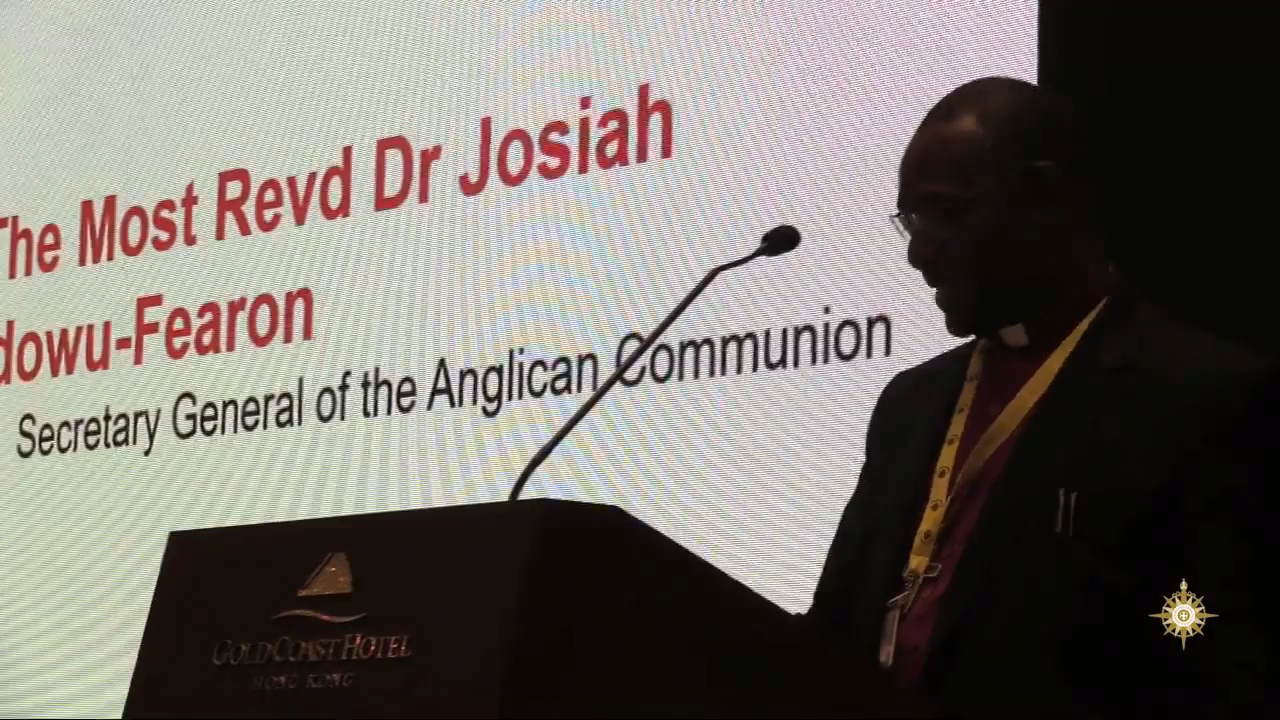 The Most Revd Dr Josiah
dowu-Fearon
Secretary General of the Anglican Communion
GOLD COAST HOTEL
HONG KONG